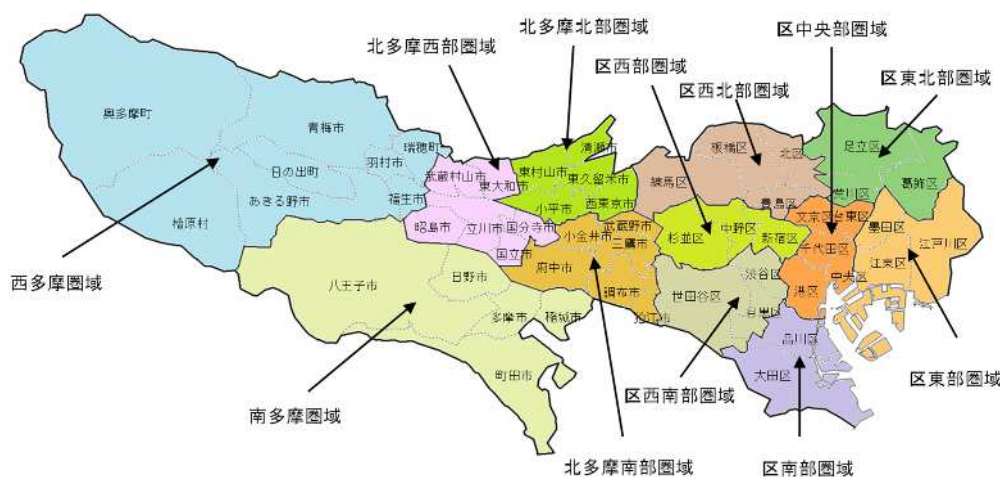 区中央部圏域
北多摩北部圏域
北多摩西部圏域
区西部圏域
区西北部圏域
区東北部圏域
奥多摩町
青梅市
瑞穂町
羽村市
日の出町
あきる野市
福生市
檜原村
武蔵村山市
東大和市
昭島市
立川市
国分寺市
国立市
清瀬市
東村山市
東久留米市
小平市
西東京市
武蔵野市
小金井市
三鷹市
府中市
調布市
狛江市
八王子市
日野市
多摩市
稲城市
町田市
板橋区
北区
練馬区
豊島区
足立区
荒川区
葛飾区
杉並区
中野区
新宿区
文京区
台東区
千代田区
中央区
港区
墨田区
江戸川区
江東区
渋谷区
世田谷区
目黒区
品川区
大田区
西多摩圏域
南多摩圏域
区西南部圏域
区東部圏域
北多摩南部圏域
区南部圏域